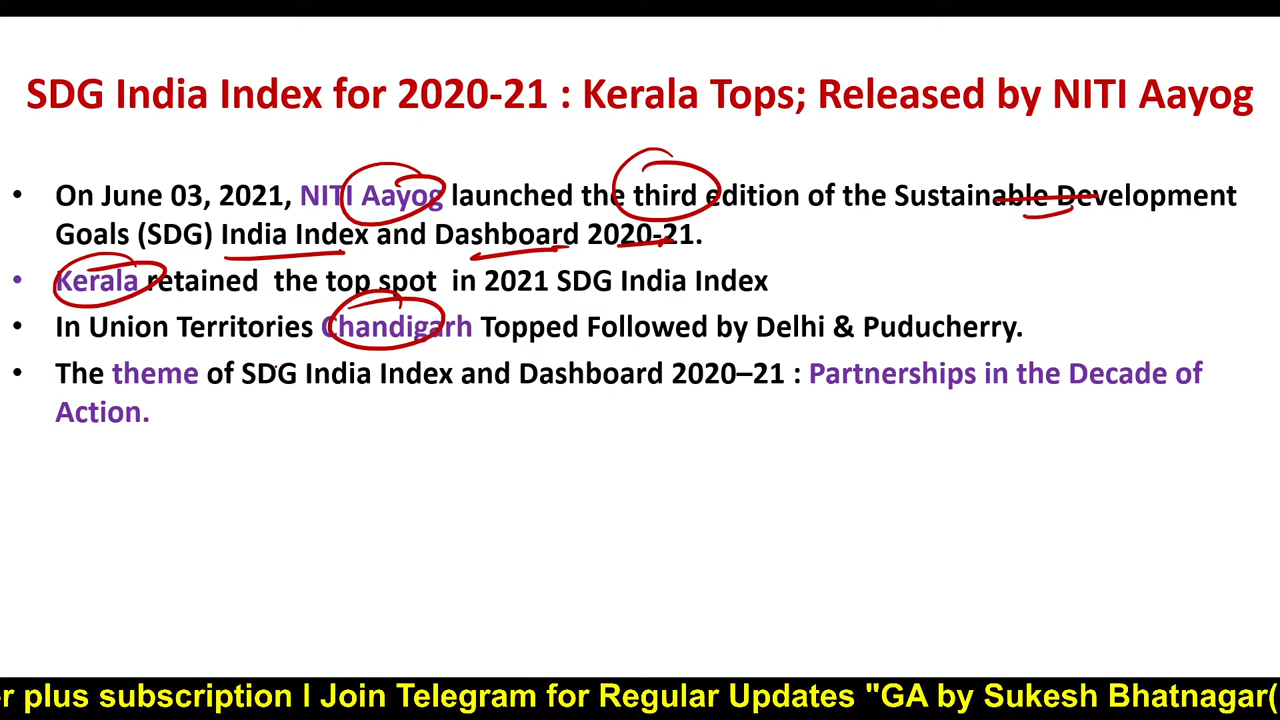 SDG India Index for 2020-21 : Kerala Tops; Released by NITI Aayog
• On June 03, 2021, NITI Aayog launched the third edition of the Sustainable Development
Goals (SDG) India Index and Dashboard 2020-21.
• Kerala retained the top spot in 2021 SDG India Index
• In Union Territories Chandigarh Topped Followed by Delhi & Puducherry.
• The theme of SDG India Index and Dashboard 2020–21 : Partnerships in the Decade of
Action.
r plus subscription l Join Telegram for Regular Updates "GA by Sukesh Bhatnagar(